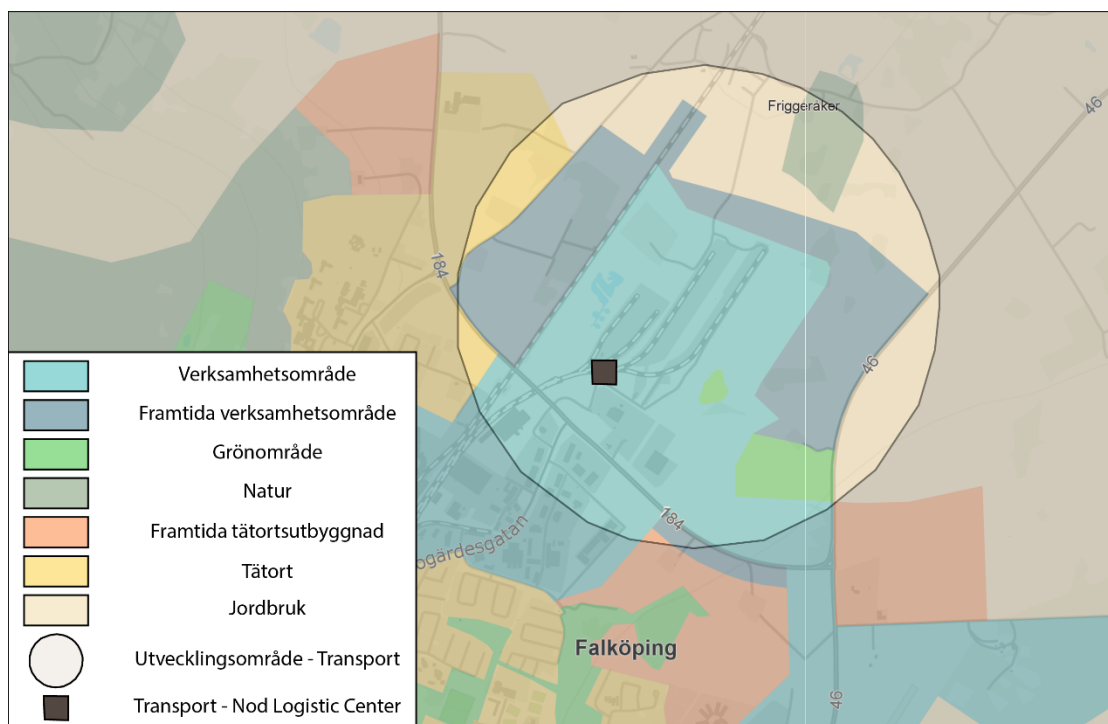 46
Friggeråker
184
46
184
ogärdesgatan
Falköping
46
Verksamhetsområde
Framtida verksamhetsområde
Grönområde
Natur
Framtida tätortsutbyggnad
Tätort
Jordbruk
Utvecklingsområde - Transport
Transport - Nod Logistic Center